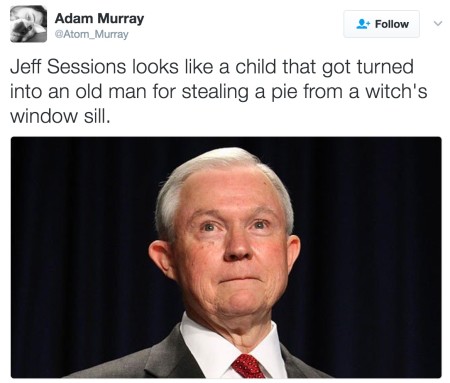 Adam Murray
@Atom_Murray
Follow
Jeff Sessions looks like a child that got turned
into an old man for stealing a pie from a witch's
window sill.